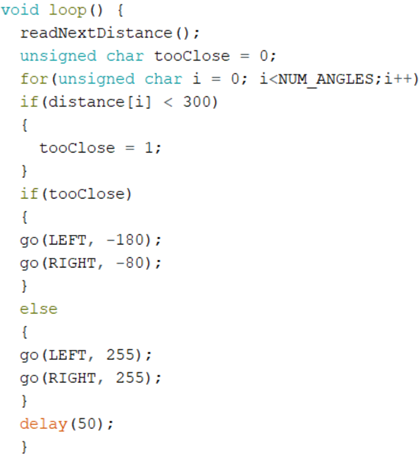 void loop() {
readNextDistance();
unsigned char tooClose = 0;
for(unsigned char i = 0; i<NUM_ANGLES;i++)
if(distance[i] < 300)
{
tooClose = 1;
}
if(tooClose)
{
go(LEFT, -180);
go(RIGHT, -80);
}
else
{
go(LEFT, 255);
go(RIGHT, 255);
}
delay(50);
}